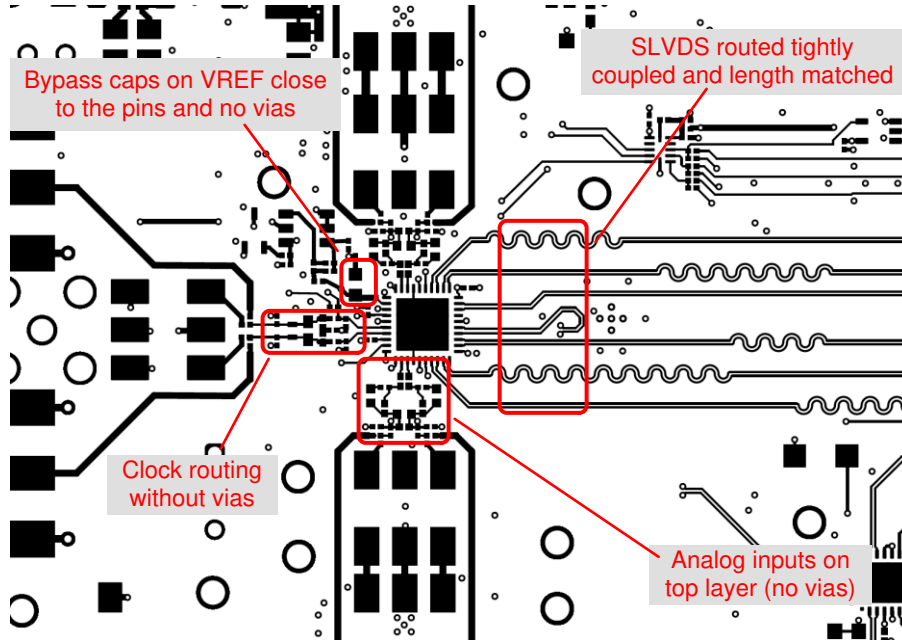 Bypass caps on VREF close
to the pins and no vias
SLVDS routed tightly
coupled and length matched
Clock routing
without vias
Analog inputs on
top layer (no vias)